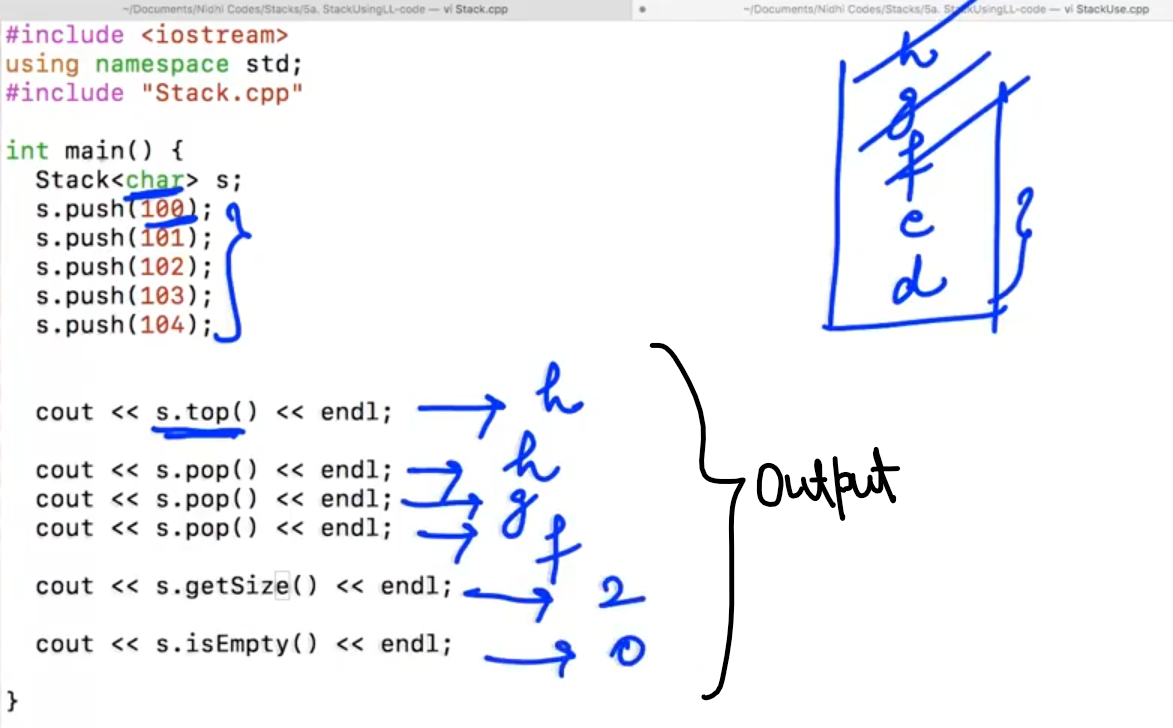 ~/Documents/Nidhi Codes/Stacks/5a. StackUsingLL-code — vi Stack.cpp
~/Documents/Nidhi Codes/Stacks/5a. StackUsingLL-code — vi StackUse.cpp
#include <iostream>
using namespace std;
#include "Stack.cpp"
int main() {
Stack<char> s;
s.push(100);
s.push(101);
s.push(102);
s.push(103);
s.push(104);
h
g
f
e
d
cout << s.top() << endl; h
cout << s.pop() << endl; h
cout << s.pop() << endl; g
cout << s.pop() << endl; f
Output
cout << s.getSize() << endl; 2
cout << s.isEmpty() << endl; 0
}